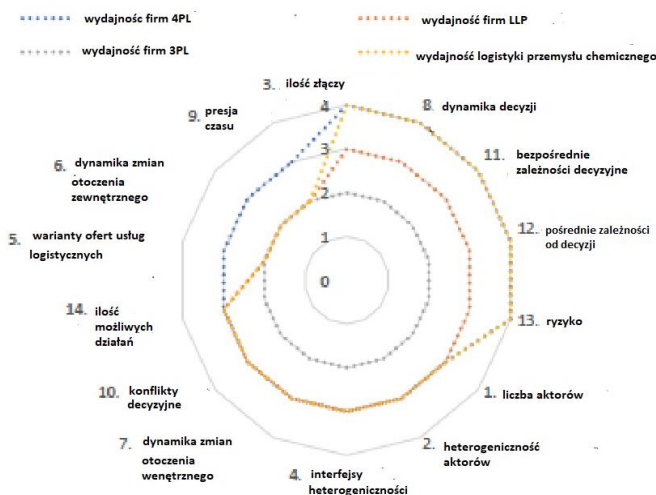 wydajnośc firm 4PL
wydajność firm LLP
wydajność firm 3PL
wydajność logistyki przemysłu chemicznego
3. ilość złączy
9. presja
czasu
8. dynamika decyzji
6. dynamika zmian
otoczenia
zewnętrznego
11. bezpośrednie
zależności decyzyjne
5. warianty ofert usług
logistycznych
12. pośrednie zależności
od decyzji
14. ilość
możliwych
działań
13. ryzyko
10. konflikty
decyzyjne
1. liczba aktorów
7. dynamika zmian
otoczenia
wenętrznego
2. heterogeniczność
aktorów
4. interfejsy
heterogeniczności
4
3
2
1
0